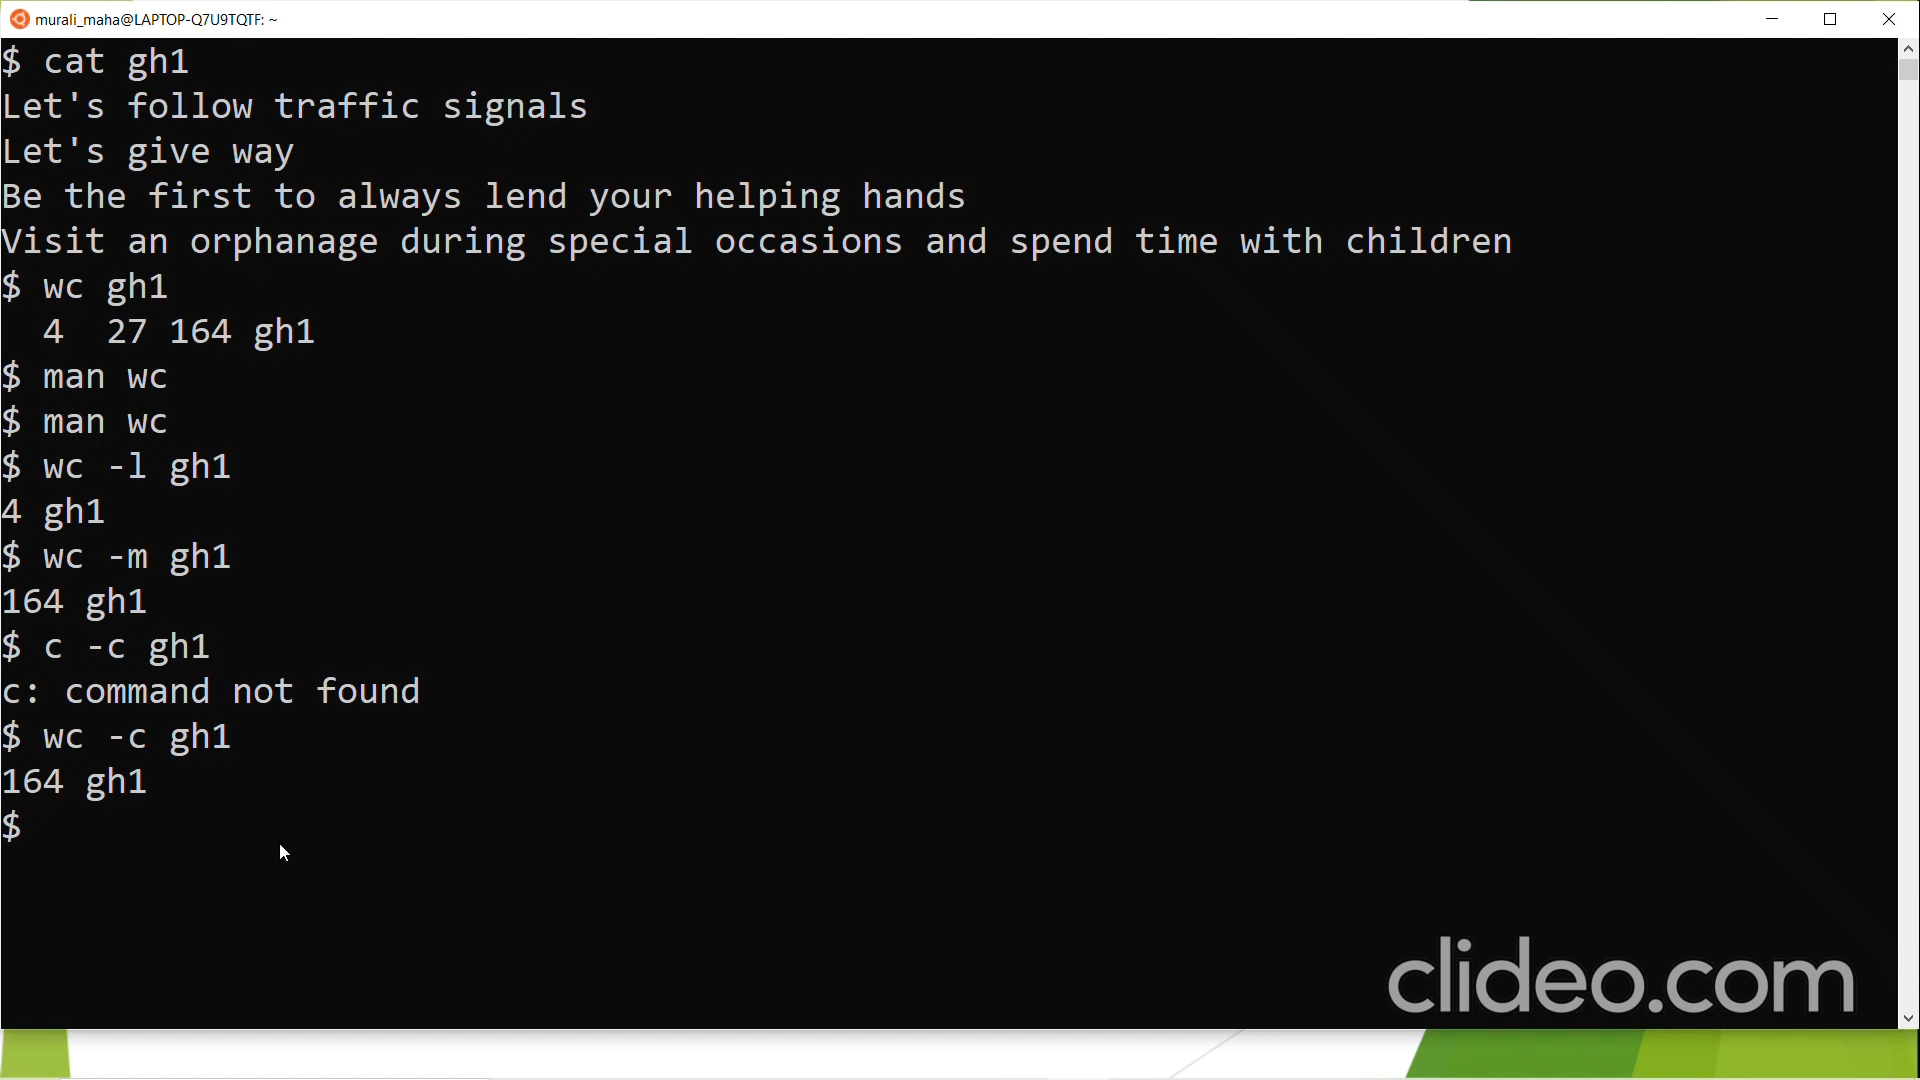 murali_maha@LAPTOP-Q7U9TQTF: ~
$ cat gh1
Let's follow traffic signals
Let's give way
Be the first to always lend your helping hands
Visit an orphanage during special occasions and spend time with children
$ wc gh1
  4  27 164 gh1
$ man wc
$ man wc
$ wc -l gh1
4 gh1
$ wc -m gh1
164 gh1
$ c -c gh1
c: command not found
$ wc -c gh1
164 gh1
$
clideo.com